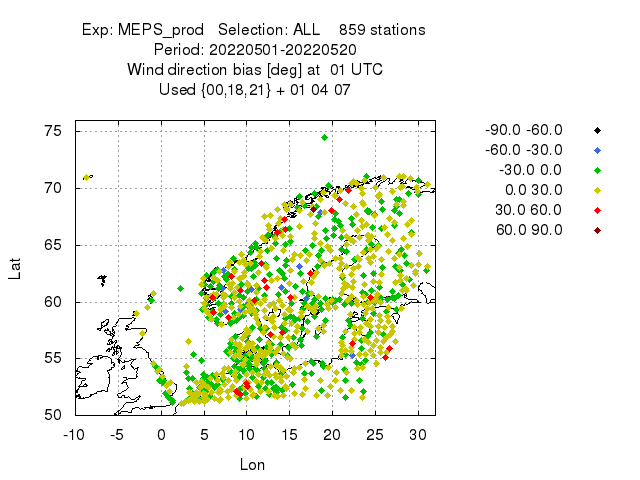 Exp: MEPS_prod   Selection: ALL    859 stations
Period: 20220501-20220520
Wind direction bias [deg] at  01 UTC
Used {00,18,21} + 01 04 07
-90.0 -60.0
-60.0 -30.0
-30.0 0.0
0.0 30.0
30.0 60.0
60.0 90.0
75
70
65
60
55
50
Lat
-10 -5 0 5 10 15 20 25 30
Lon